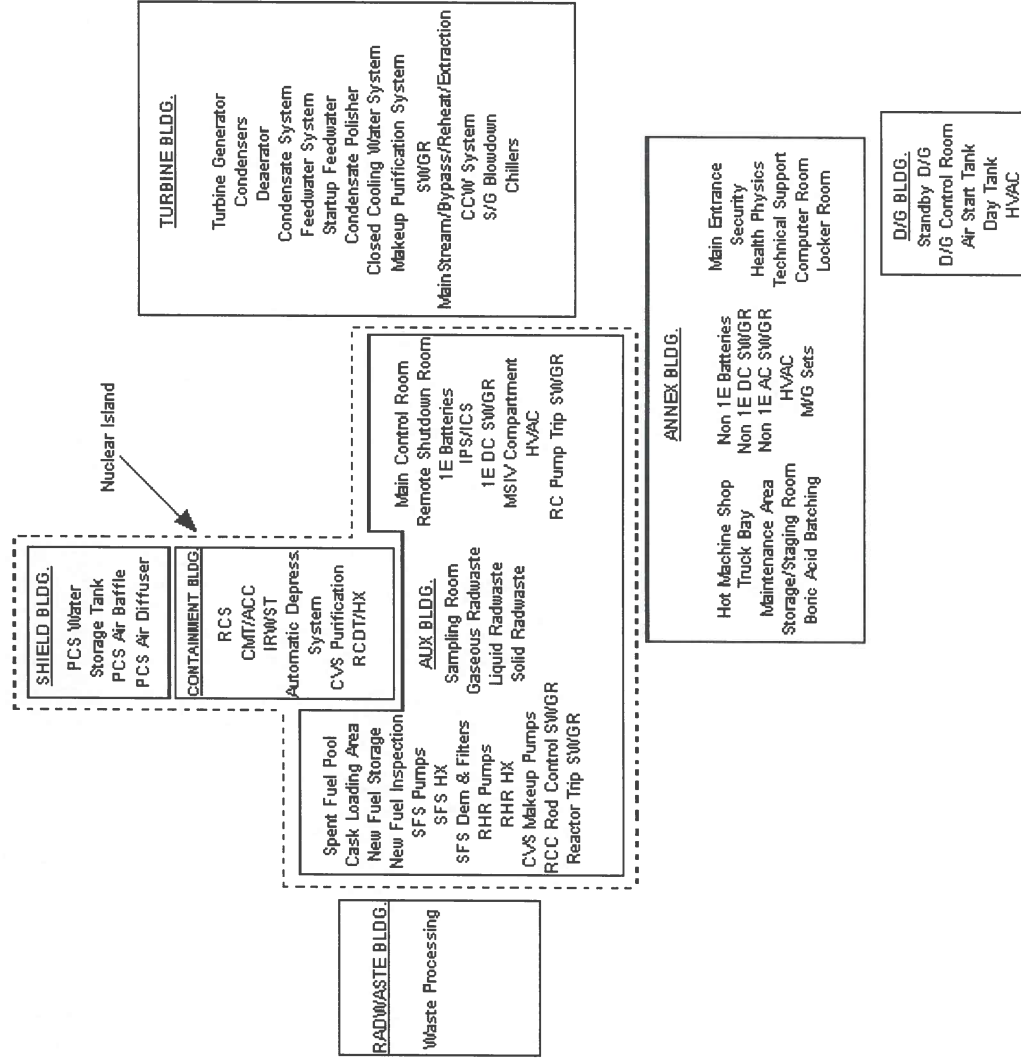 Nuclear Island
SHIELD BLDG.
PCS Water
Storage Tank
PCS Air Baffle
PCS Air Diffuser
CONTAINMENT BLDG.
RCS
CMT/ACC
IRWST
Automatic Depress.
System
CVS Purification
RCDT/HX
TURBINE BLDG.
Turbine Generator
Condensers
Deaerator
Condensate System
Feedwater System
Startup Feedwater
Condensate Polisher
Closed Cooling Water System
Makeup Purification System
SWGR
MainStream/Bypass/Reheat/Extraction
CCW System
S/G Blowdown
Chillers
RADWASTE BLDG.
Waste Processing
Spent Fuel Pool
Cask Loading Area
New Fuel Storage
New Fuel Inspection
SFS Pumps
SFS HX
SFS Dem & Filters
RHR Pumps
RHR HX
CVS Makeup Pumps
RCC Rod Control SWGR
Reactor Trip SWGR
AUX BLDG.
Sampling Room
Gaseous Radwaste
Liquid Radwaste
Solid Radwaste
Main Control Room
Remote Shutdown Room
1E Batteries
IPS/ICS
1E DC SWGR
MSIV Compartment
HVAC
RC Pump Trip SWGR
ANNEX BLDG.
Hot Machine Shop
Truck Bay
Maintenance Area
Storage/Staging Room
Boric Acid Batching
Non 1E Batteries
Non 1E DC SWGR
Non 1E AC SWGR
HVAC
M/G Sets
Main Entrance
Security
Health Physics
Technical Support
Computer Room
Locker Room
D/G BLDG.
Standby D/G
D/G Control Room
Air Start Tank
Day Tank
HVAC